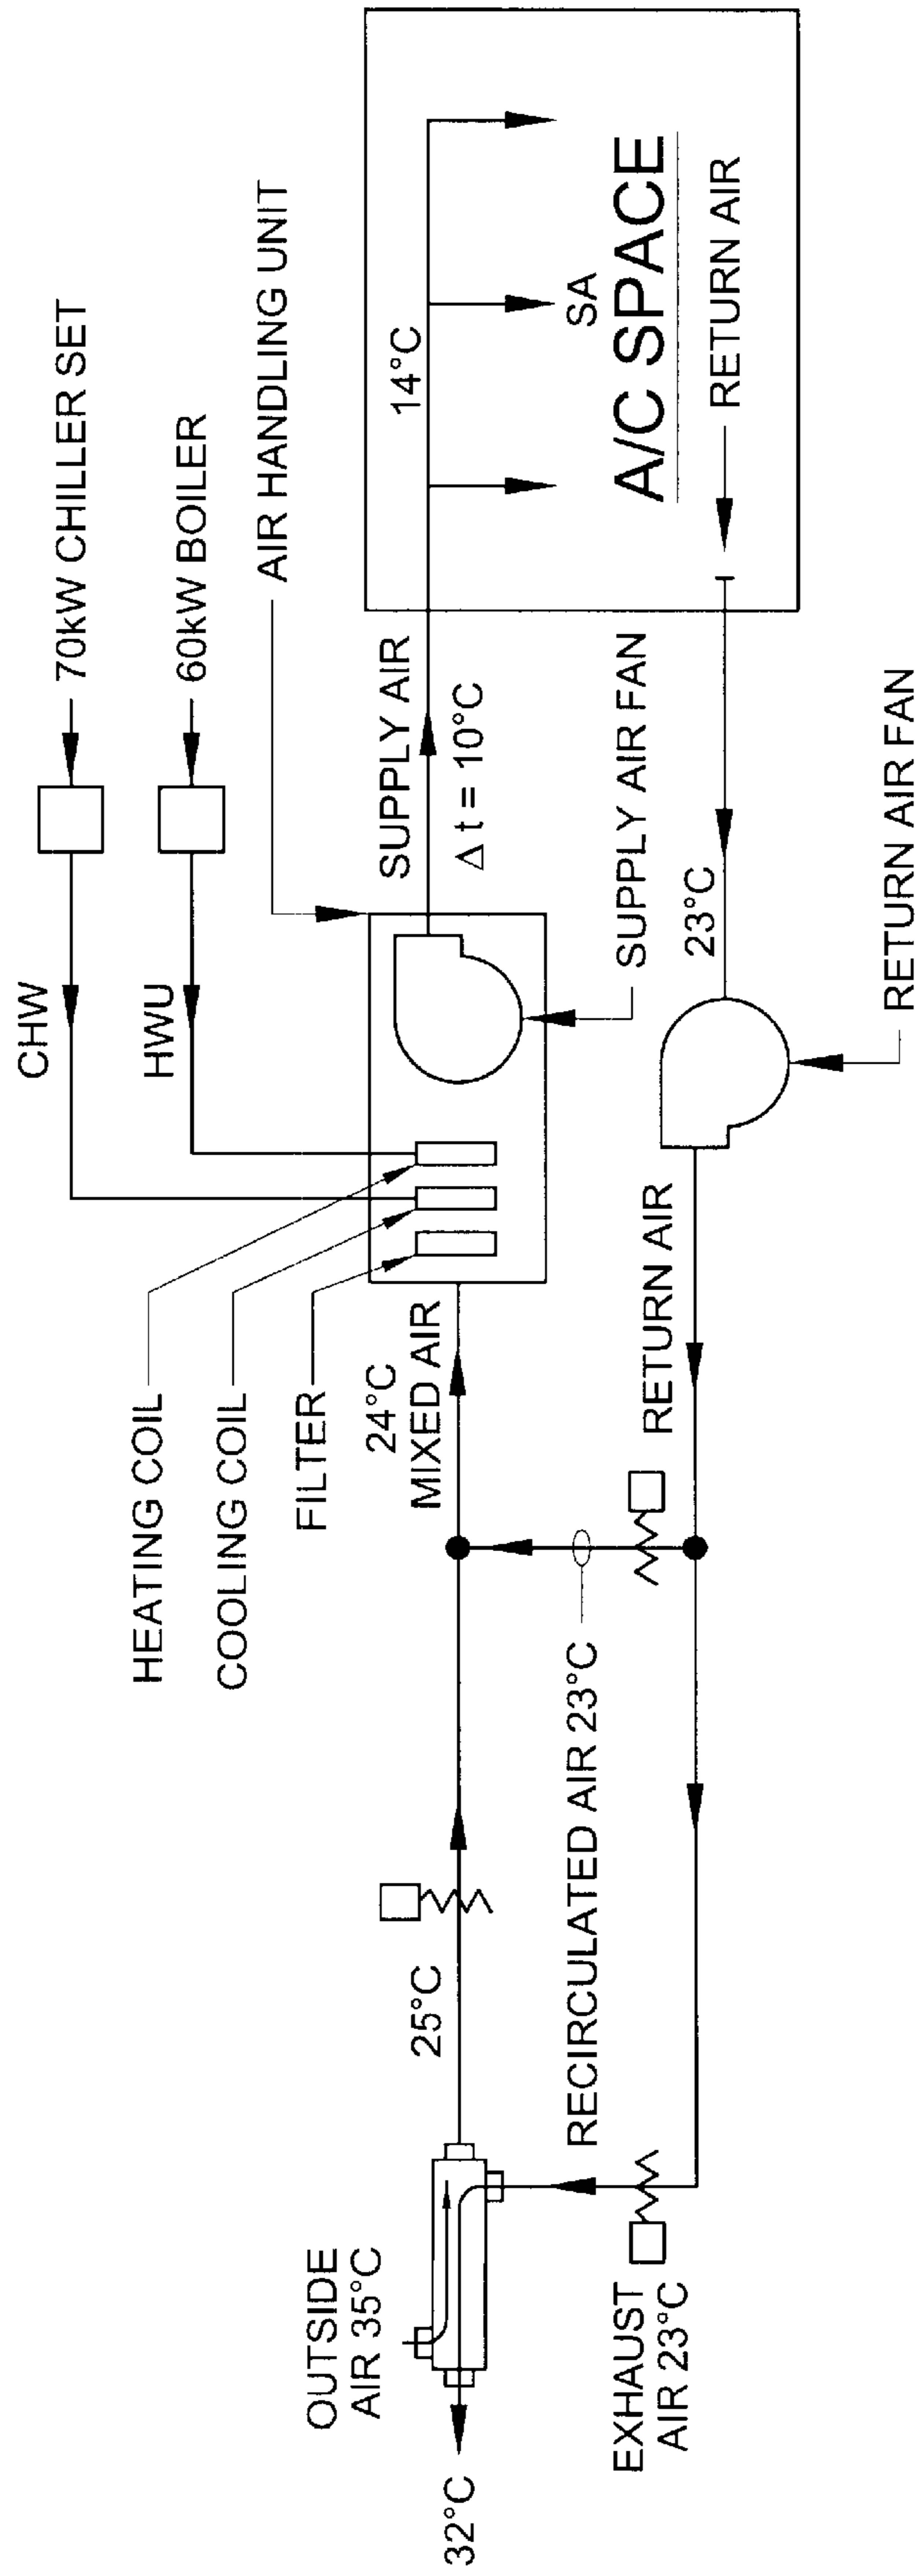 70kW CHILLER SET
60kW BOILER
AIR HANDLING UNIT
CHW
HWU
HEATING COIL
COOLING COIL
FILTER
OUTSIDE
AIR 35°C
25°C
24°C
MIXED AIR
SUPPLY AIR
Δ t = 10°C
14°C
SA
A/C SPACE
RETURN AIR
32°C
RECIRCULATED AIR 23°C
SUPPLY AIR FAN
23°C
RETURN AIR
EXHAUST
AIR 23°C
RETURN AIR FAN